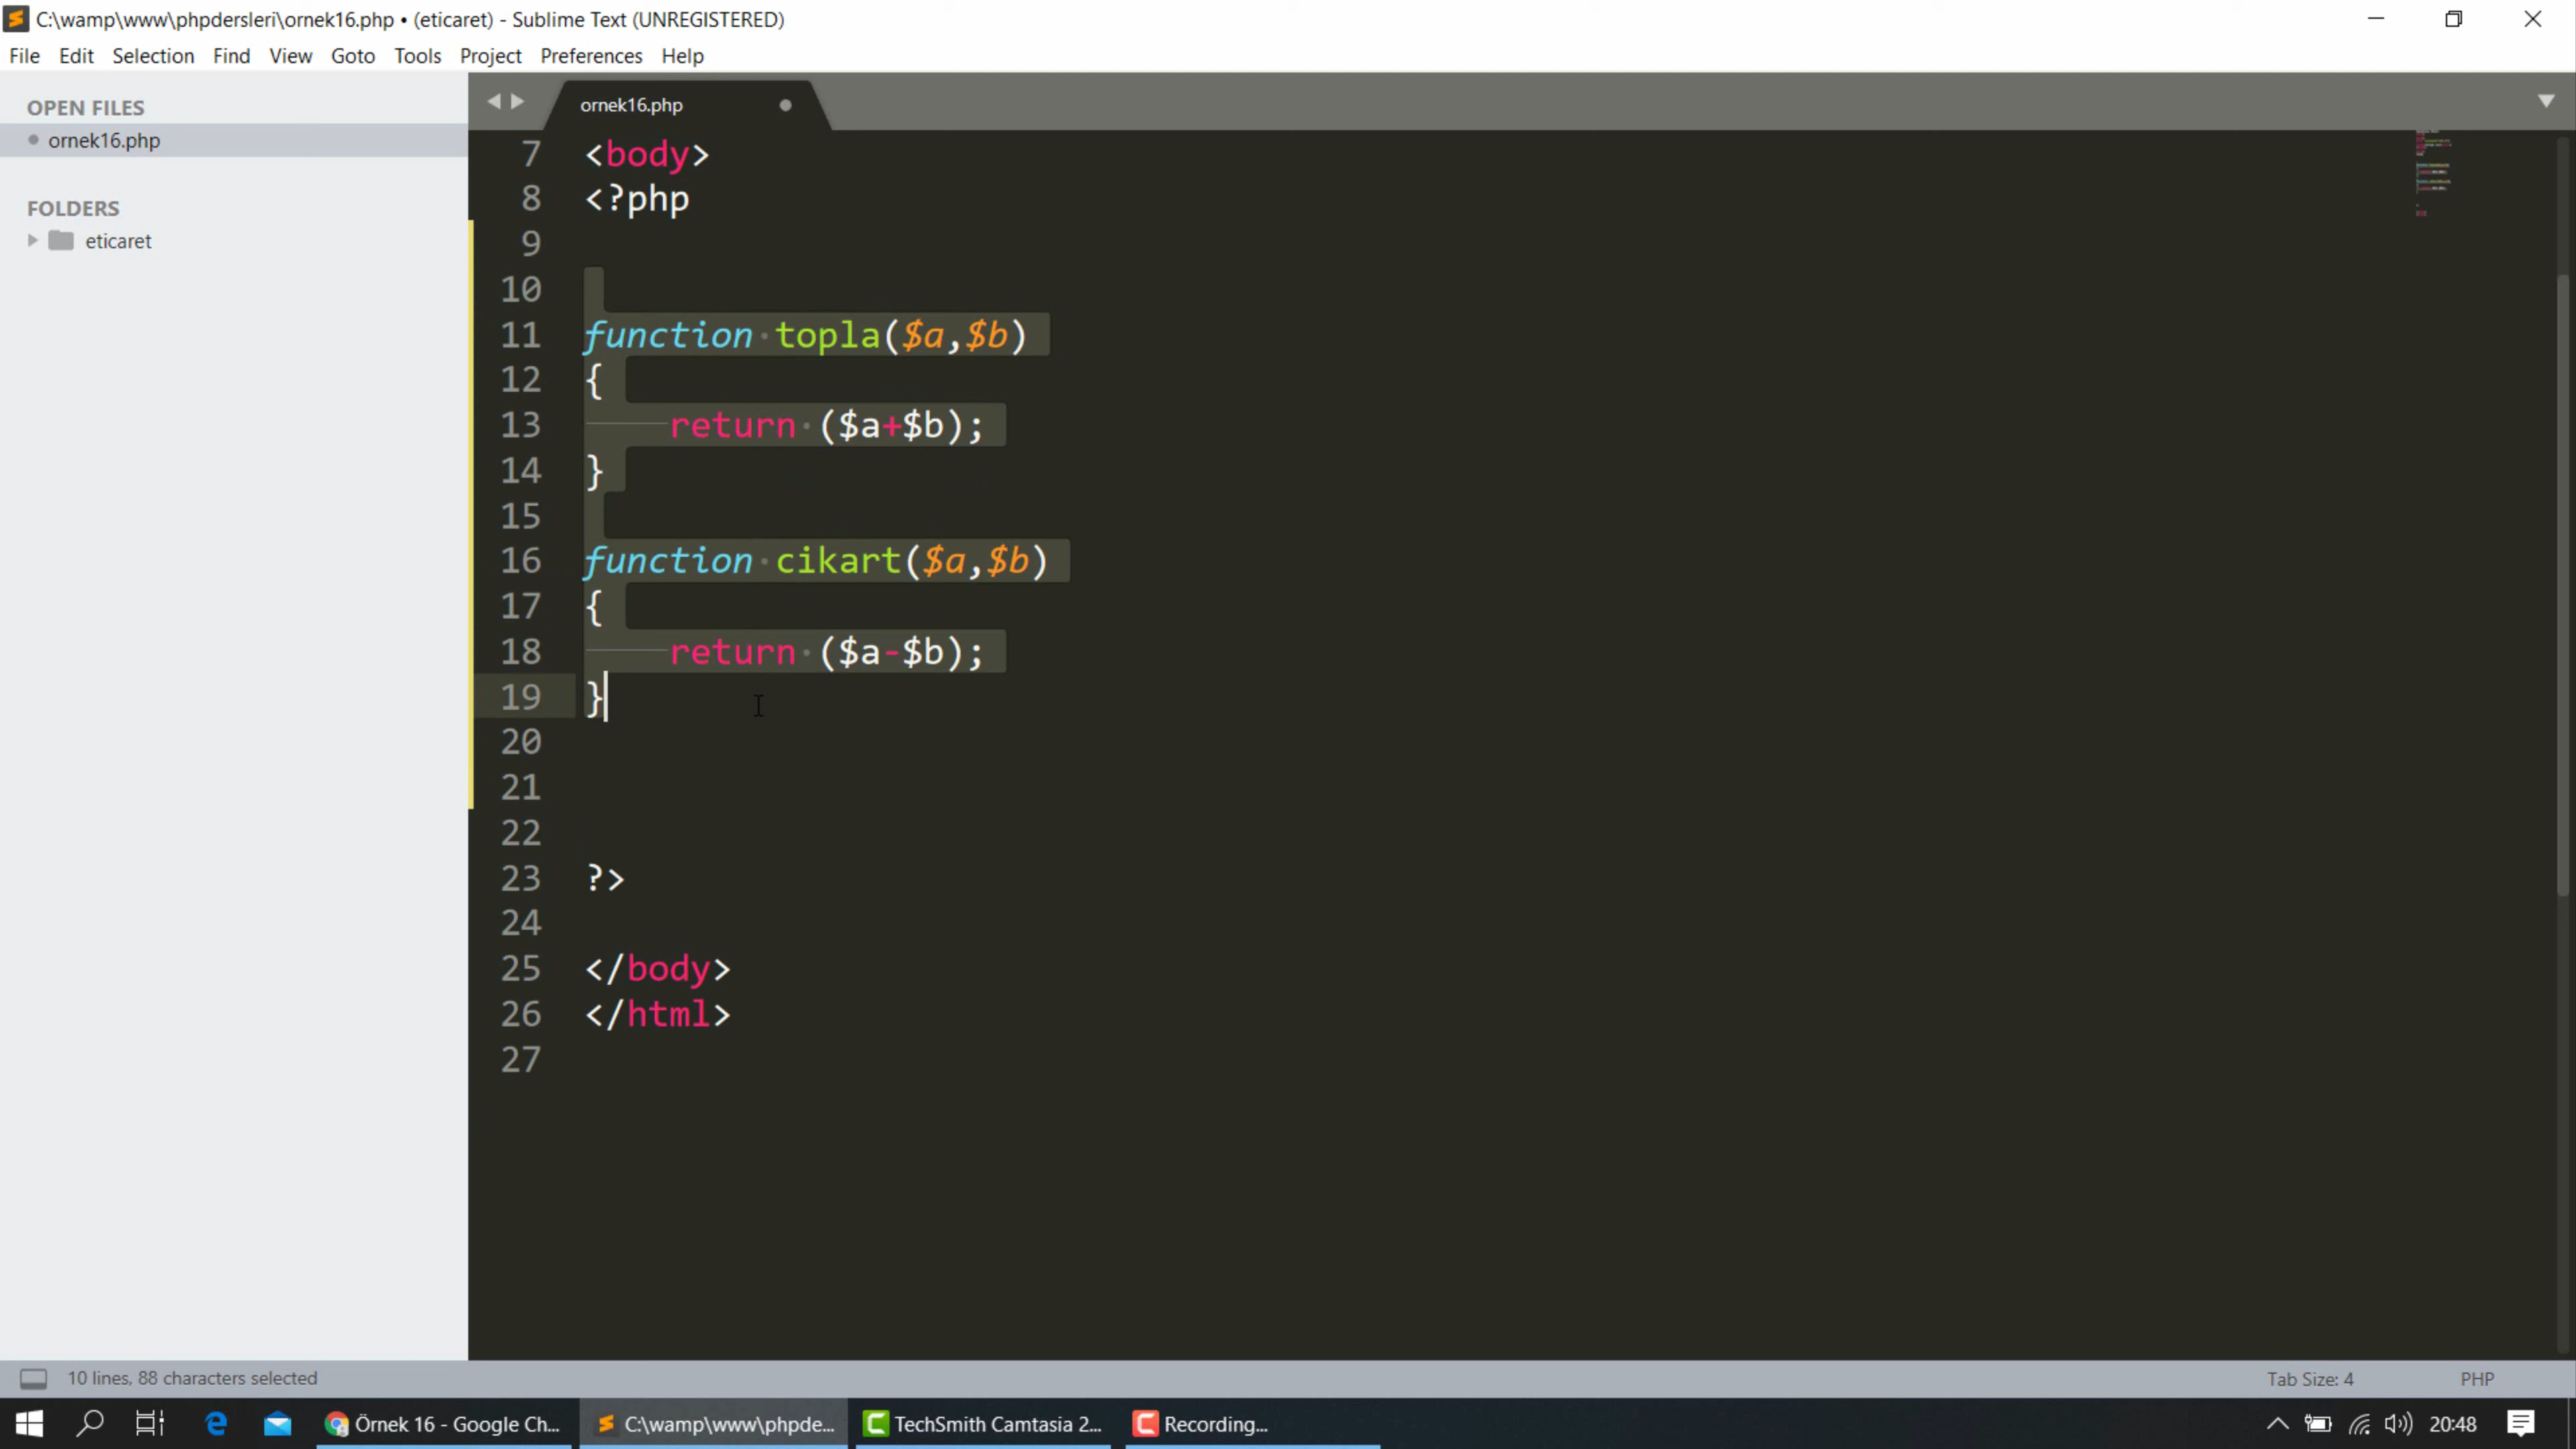 C:\wamp\www\phpdersleri\ornek16.php • (eticaret) - Sublime Text (UNREGISTERED)
File Edit Selection Find View Goto Tools Project Preferences Help
OPEN FILES
ornek16.php
FOLDERS
eticaret
ornek16.php
7 <body>
8 <?php
9
10
11 function topla($a,$b)
12 {
13 return ($a+$b);
14 }
15
16 function cikart($a,$b)
17 {
18 return ($a-$b);
19 }
20
21
22
23 ?>
24
25 </body>
26 </html>
27
10 lines, 88 characters selected
Tab Size: 4 PHP
Örnek 16 - Google Ch... C:\wamp\www\phpde... TechSmith Camtasia 2... Recording... 20:48